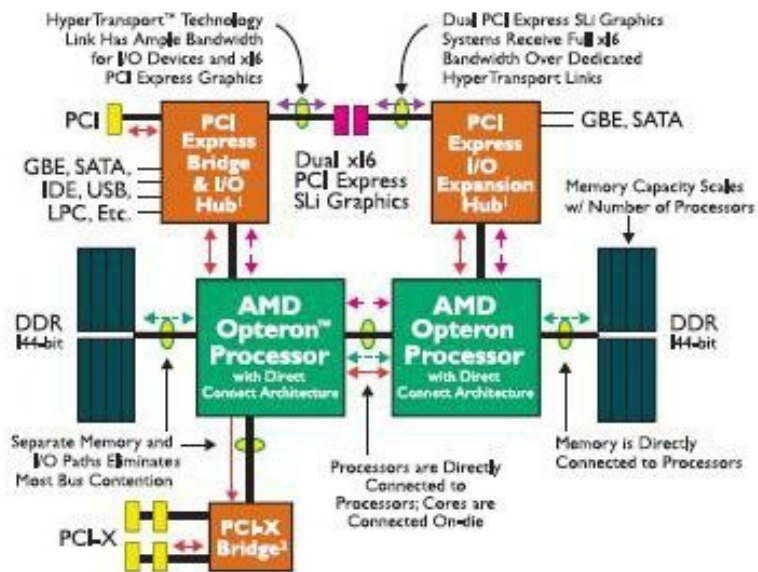 HyperTransport™ Technology
Link Has Ample Bandwidth
for I/O Devices and x16
PCI Express Graphics
Dual PCI Express SLi Graphics
Systems Receive Full x16
Bandwidth Over Dedicated
HyperTransport Links
PCI
PCI
Express
Bridge
& I/O
Hub¹
Dual x16
PCI Express
SLi Graphics
PCI
Express
I/O
Expansion
Hub¹
GBE, SATA
GBE, SATA,
IDE, USB,
LPC, Etc.
Memory Capacity Scales
w/ Number of Processors
DDR
144-bit
AMD
Opteron™
Processor
with Direct
Connect Architecture
AMD
Opteron
Processor
with Direct
Connect Architecture
DDR
144-bit
Separate Memory and
I/O Paths Eliminates
Most Bus Contention
Processors are Directly
Connected to
Processors; Cores are
Connected On-die
Memory is Directly
Connected to Processors
PCI-X
PCI-X
Bridge²